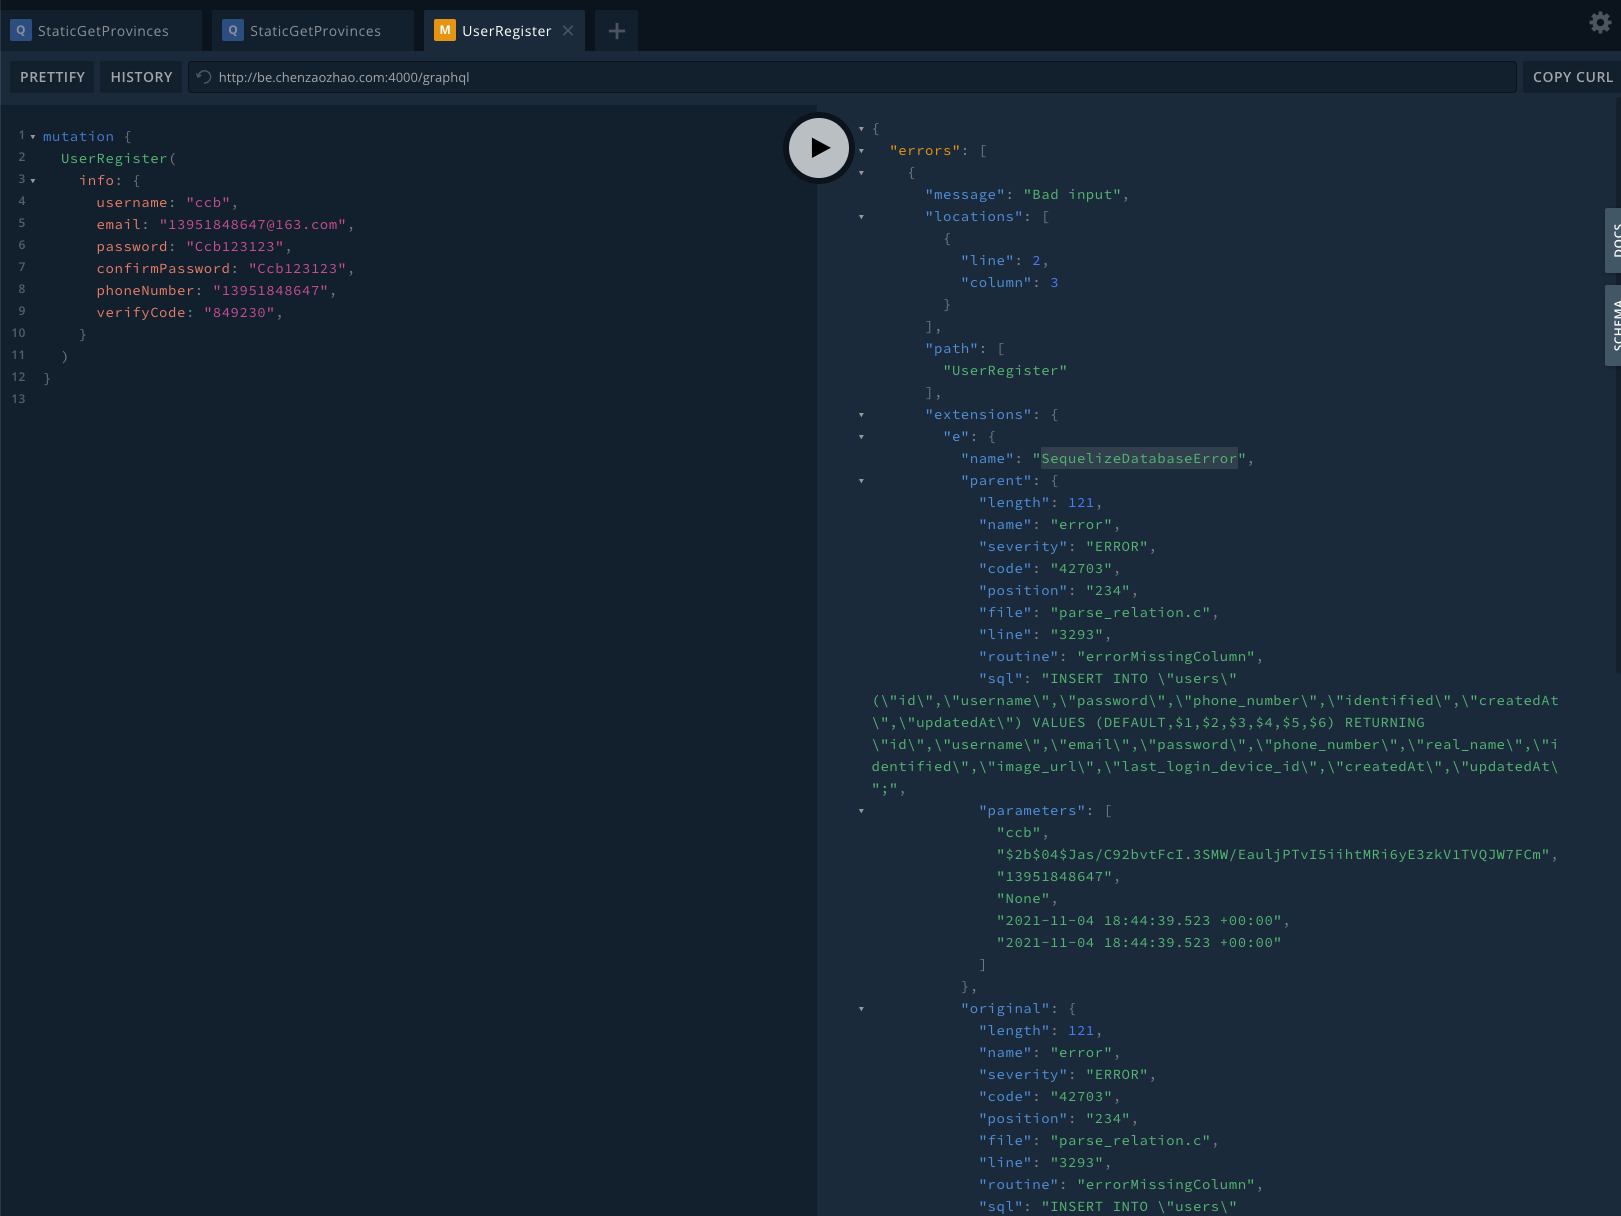 Q StaticGetProvinces
Q StaticGetProvinces
M UserRegister × +
PRETTIFY HISTORY http://be.chenzaozhao.com:4000/graphql COPY CURL
1 mutation {
2 UserRegister(
3 info: {
4 username: "ccb",
5 email: "13951848647@163.com",
6 password: "Ccb123123",
7 confirmPassword: "Ccb123123",
8 phoneNumber: "13951848647",
9 verifyCode: "849230",
10 }
11 )
12 }
13
{
"errors": [
{
"message": "Bad input",
"locations": [
{
"line": 2,
"column": 3
}
],
"path": [
"UserRegister"
],
"extensions": {
"e": {
"name": "SequelizeDatabaseError",
"parent": {
"length": 121,
"name": "error",
"severity": "ERROR",
"code": "42703",
"position": "234",
"file": "parse_relation.c",
"line": "3293",
"routine": "errorMissingColumn",
"sql": "INSERT INTO \"users\"
(\"id\",\"username\",\"password\",\"phone_number\",\"identified\",\"createdAt
\",\"updatedAt\") VALUES (DEFAULT,$1,$2,$3,$4,$5,$6) RETURNING
\"id\",\"username\",\"email\",\"password\",\"phone_number\",\"real_name\",\"i
dentified\",\"image_url\",\"last_login_device_id\",\"createdAt\",\"updatedAt\
";",
"parameters": [
"ccb",
"$2b$04$Jas/C92bvtFcI.3SMW/EauljPTvI5iihtMRi6yE3zkV1TVQJW7FCm",
"13951848647",
"None",
"2021-11-04 18:44:39.523 +00:00",
"2021-11-04 18:44:39.523 +00:00"
]
},
"original": {
"length": 121,
"name": "error",
"severity": "ERROR",
"code": "42703",
"position": "234",
"file": "parse_relation.c",
"line": "3293",
"routine": "errorMissingColumn",
"sql": "INSERT INTO \"users\"
DOCS
SCHEMA